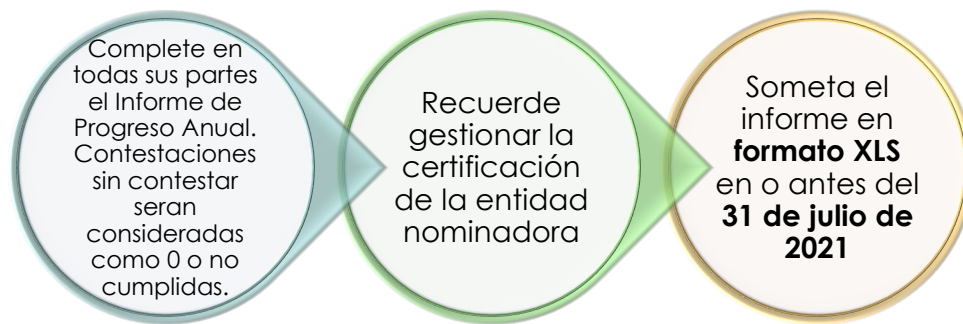 Complete en
todas sus partes
el Informe de
Progreso Anual.
Contestaciones
sin contestar
seran
consideradas
como 0 o no
cumplidas.
Recuerde
gestionar la
certificación
de la entidad
nominadora
Someta el
informe en
formato XLS
en o antes del
31 de julio de
2021